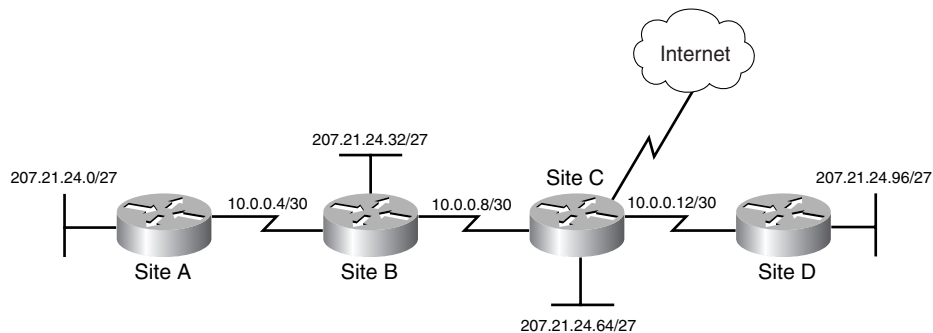 Internet
207.21.24.32/27
Site C
207.21.24.0/27
207.21.24.96/27
10.0.0.4/30
10.0.0.8/30
10.0.0.12/30
Site A
Site B
Site D
207.21.24.64/27